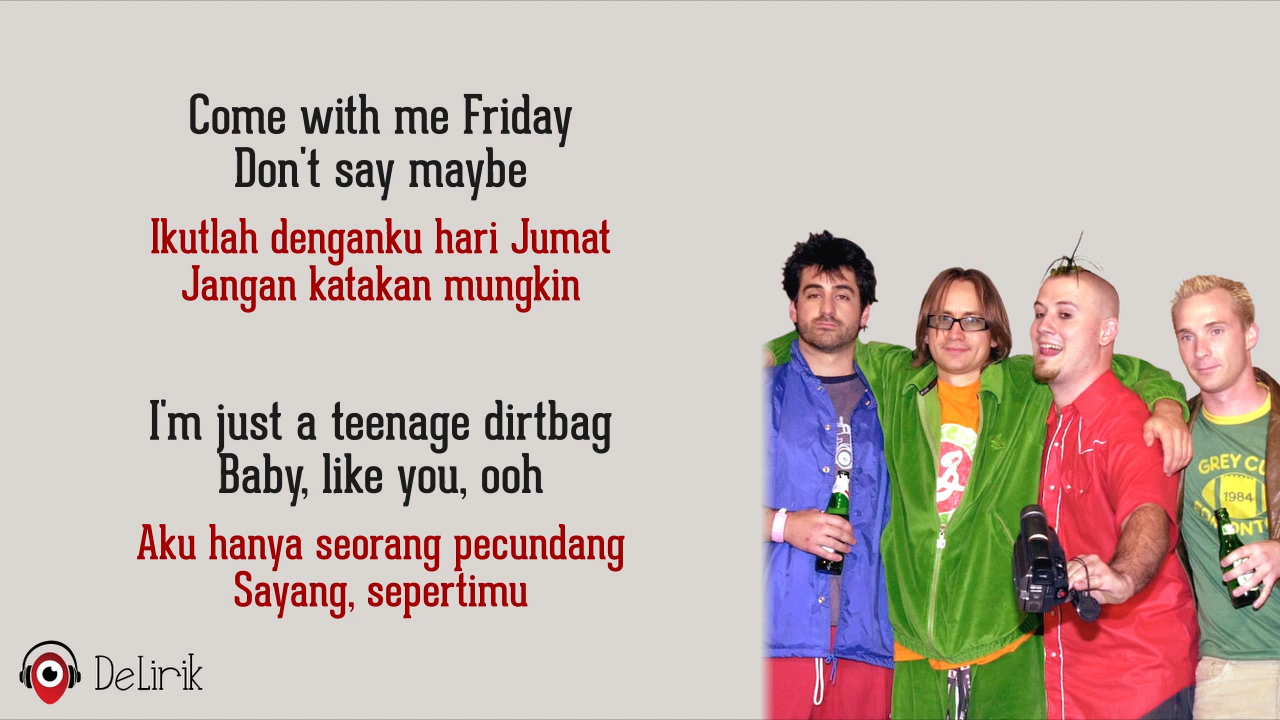 Come with me Friday
Don't say maybe
Ikutlah denganku hari Jumat
Jangan katakan mungkin
I'm just a teenage dirtbag
Baby, like you, ooh
Aku hanya seorang pecundang
Sayang, sepertimu
DeLirik
GREY
1984